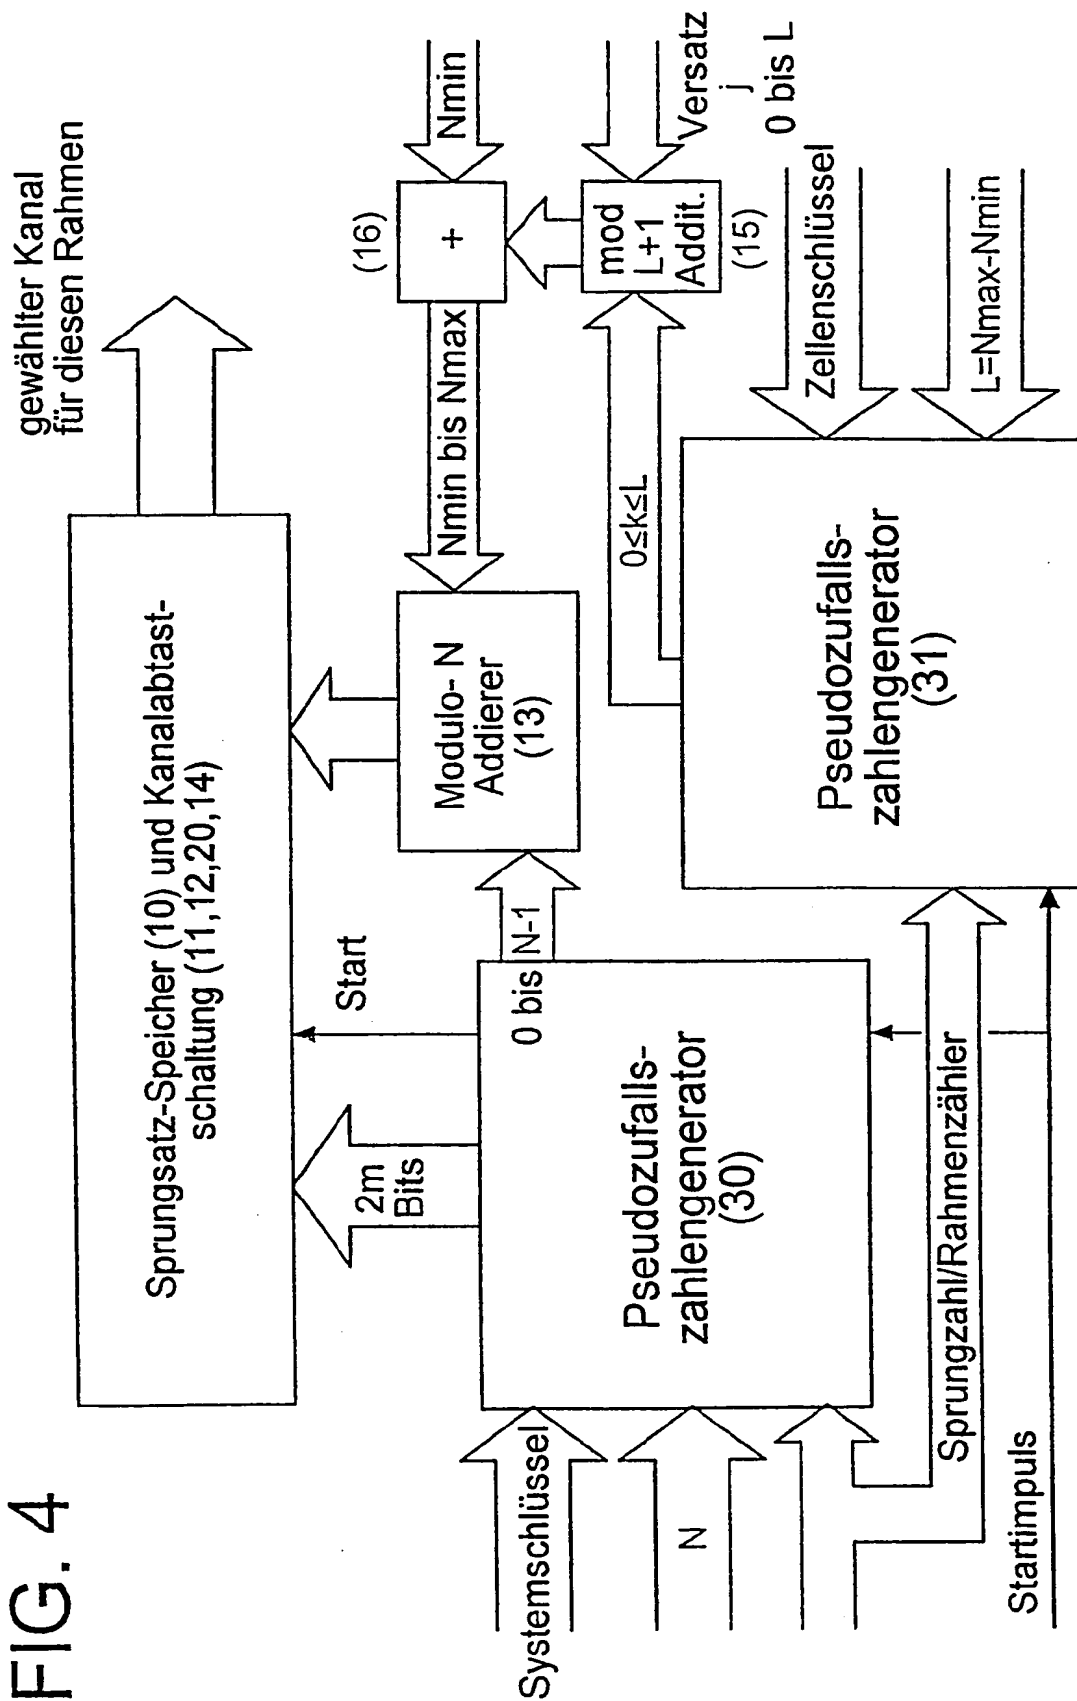 FIG. 4
gewählter Kanal
für diesen Rahmen
Sprungsatz-Speicher (10) und Kanalabtast-
schaltung (11,12,20,14)
2m
Bits
Start
Modulo- N
Addierer
(13)
Nmin bis Nmax
(16)
+
Nmin
mod
L+1
Addit.
(15)
Versatz
j
0 bis L
0 bis N-1
0≤k≤L
Systemschlüssel
N
Pseudozufalls-
zahlengenerator
(30)
Pseudozufalls-
zahlengenerator
(31)
Zellenschlüssel
L=Nmax-Nmin
Sprungzahl/Rahmenzähler
Startimpuls